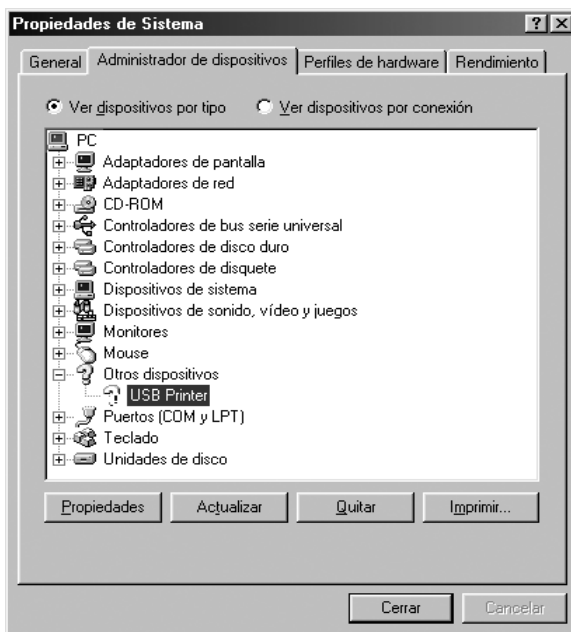 Propiedades de Sistema
General Administrador de dispositivos Perfiles de hardware Rendimiento
Ver dispositivos por tipo Ver dispositivos por conexión
PC
Adaptadores de pantalla
Adaptadores de red
CD-ROM
Controladores de bus serie universal
Controladores de disco duro
Controladores de disquete
Dispositivos de sistema
Dispositivos de sonido, vídeo y juegos
Monitores
Mouse
Otros dispositivos
USB Printer
Puertos (COM y LPT)
Teclado
Unidades de disco
Propiedades Actualizar Quitar Imprimir...
Cerrar Cancelar